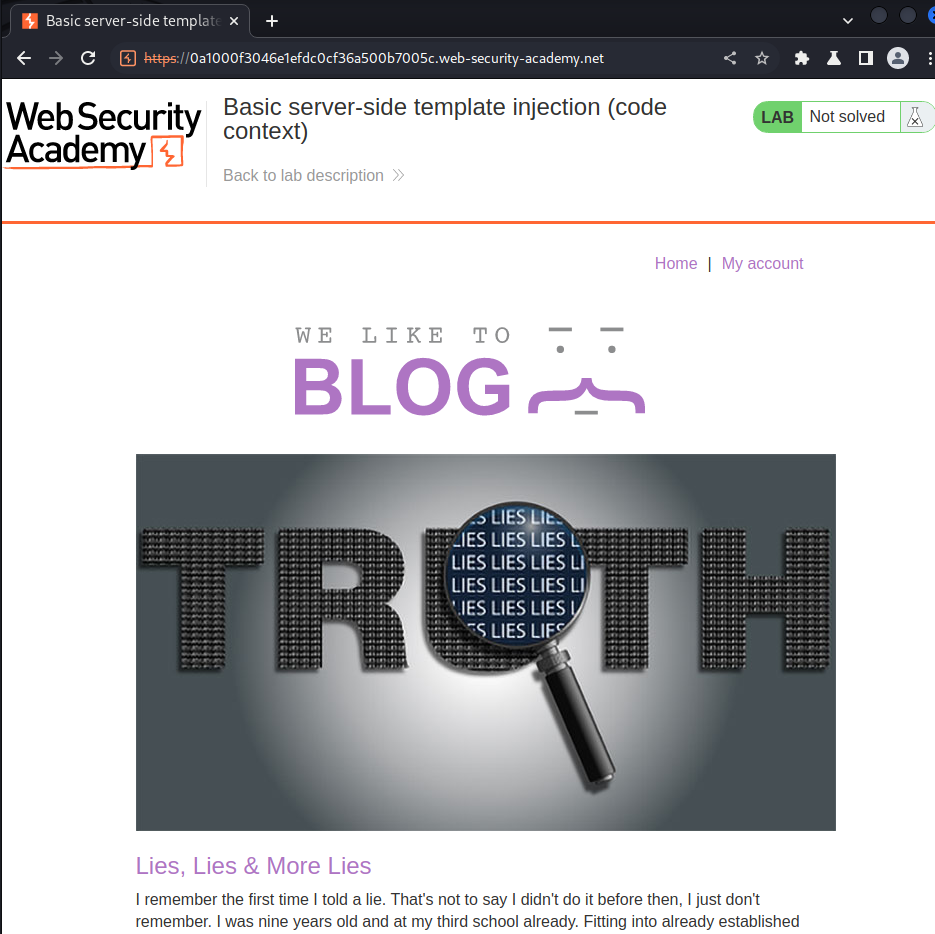 Basic server-side template
https://0a1000f3046e1efdc0cf36a500b7005c.web-security-academy.net
Web Security
Academy
Basic server-side template injection (code
context)
LAB Not solved
Back to lab description
Home | My account
WE LIKE TO
BLOG
TRUTH
LIES LIES
LIES LIES LIES
LIES LIES LIES
LIES LIES LIES
LIES LIES LIES
LIES LIES
Lies, Lies & More Lies
I remember the first time I told a lie. That's not to say I didn't do it before then, I just don't
remember. I was nine years old and at my third school already. Fitting into already established